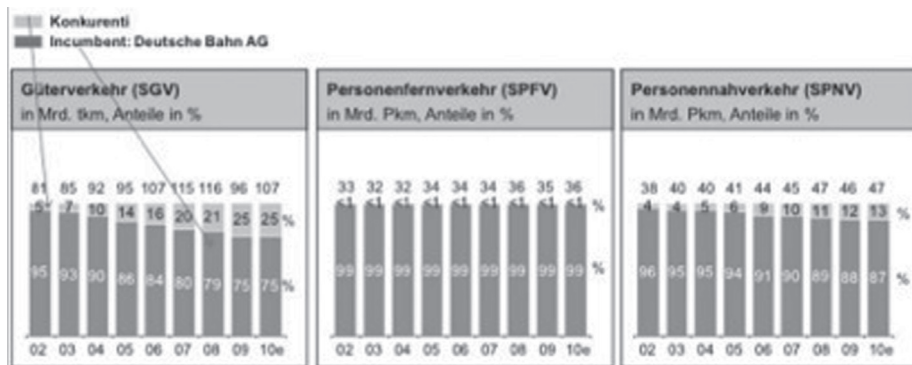 Konkurenti
Incumbent: Deutsche Bahn AG
Güterverkehr (SGV)
in Mrd. tkm, Anteile in %
81 85 92 95 107 115 116 96 107
5 7 10 14 16 20 21 25 25 %
95 93 90 86 84 80 79 75 75 %
02 03 04 05 06 07 08 09 10e
Personenfernverkehr (SPFV)
in Mrd. Pkm, Anteile in %
33 32 32 34 34 34 36 35 36
<1 <1 <1 <1 <1 <1 <1 <1 <1 %
99 99 99 99 99 99 99 99 99 %
02 03 04 05 06 07 08 09 10e
Personennahverkehr (SPNV)
in Mrd. Pkm, Anteile in %
38 40 40 41 44 45 47 46 47
4 4 5 6 9 10 11 12 13 %
96 95 95 94 91 90 89 88 87 %
02 03 04 05 06 07 08 09 10e